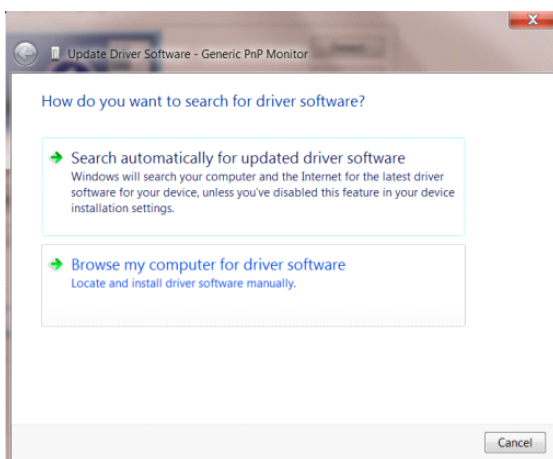 Update Driver Software - Generic PnP Monitor
How do you want to search for driver software?
Search automatically for updated driver software
Windows will search your computer and the Internet for the latest driver
software for your device, unless you've disabled this feature in your device
installation settings.
Browse my computer for driver software
Locate and install driver software manually.
Cancel